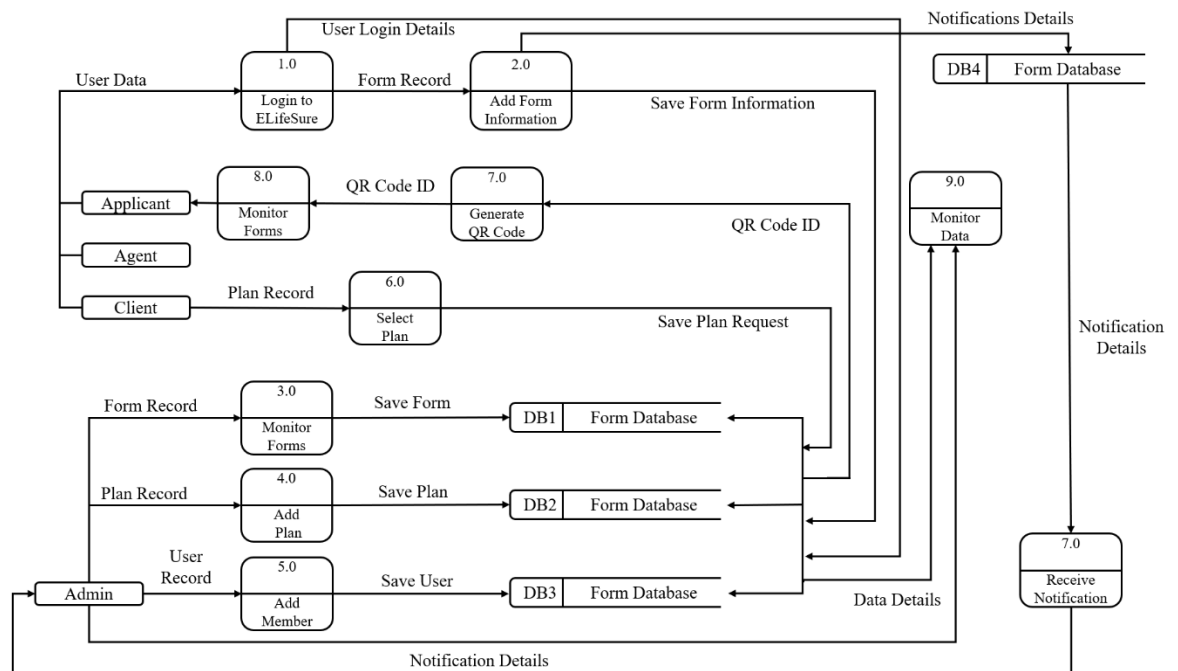 Notifications Details
User Login Details
1.0
2.0
DB4
Form Database
User Data
Form Record
Login to
ELifeSure
Add Form
Information
Save Form Information
8.0
7.0
9.0
QR Code ID
Applicant
Monitor
Forms
Generate
QR Code
QR Code ID
Monitor
Data
Agent
6.0
Client
Plan Record
Select
Plan
Save Plan Request
Notification
Details
3.0
Form Record
Save Form
DB1
Form Database
Monitor
Forms
4.0
Plan Record
Save Plan
DB2
Form Database
Add
Plan
User
Record
5.0
7.0
Admin
Save User
DB3
Form Database
Add
Member
Data Details
Receive
Notification
Notification Details